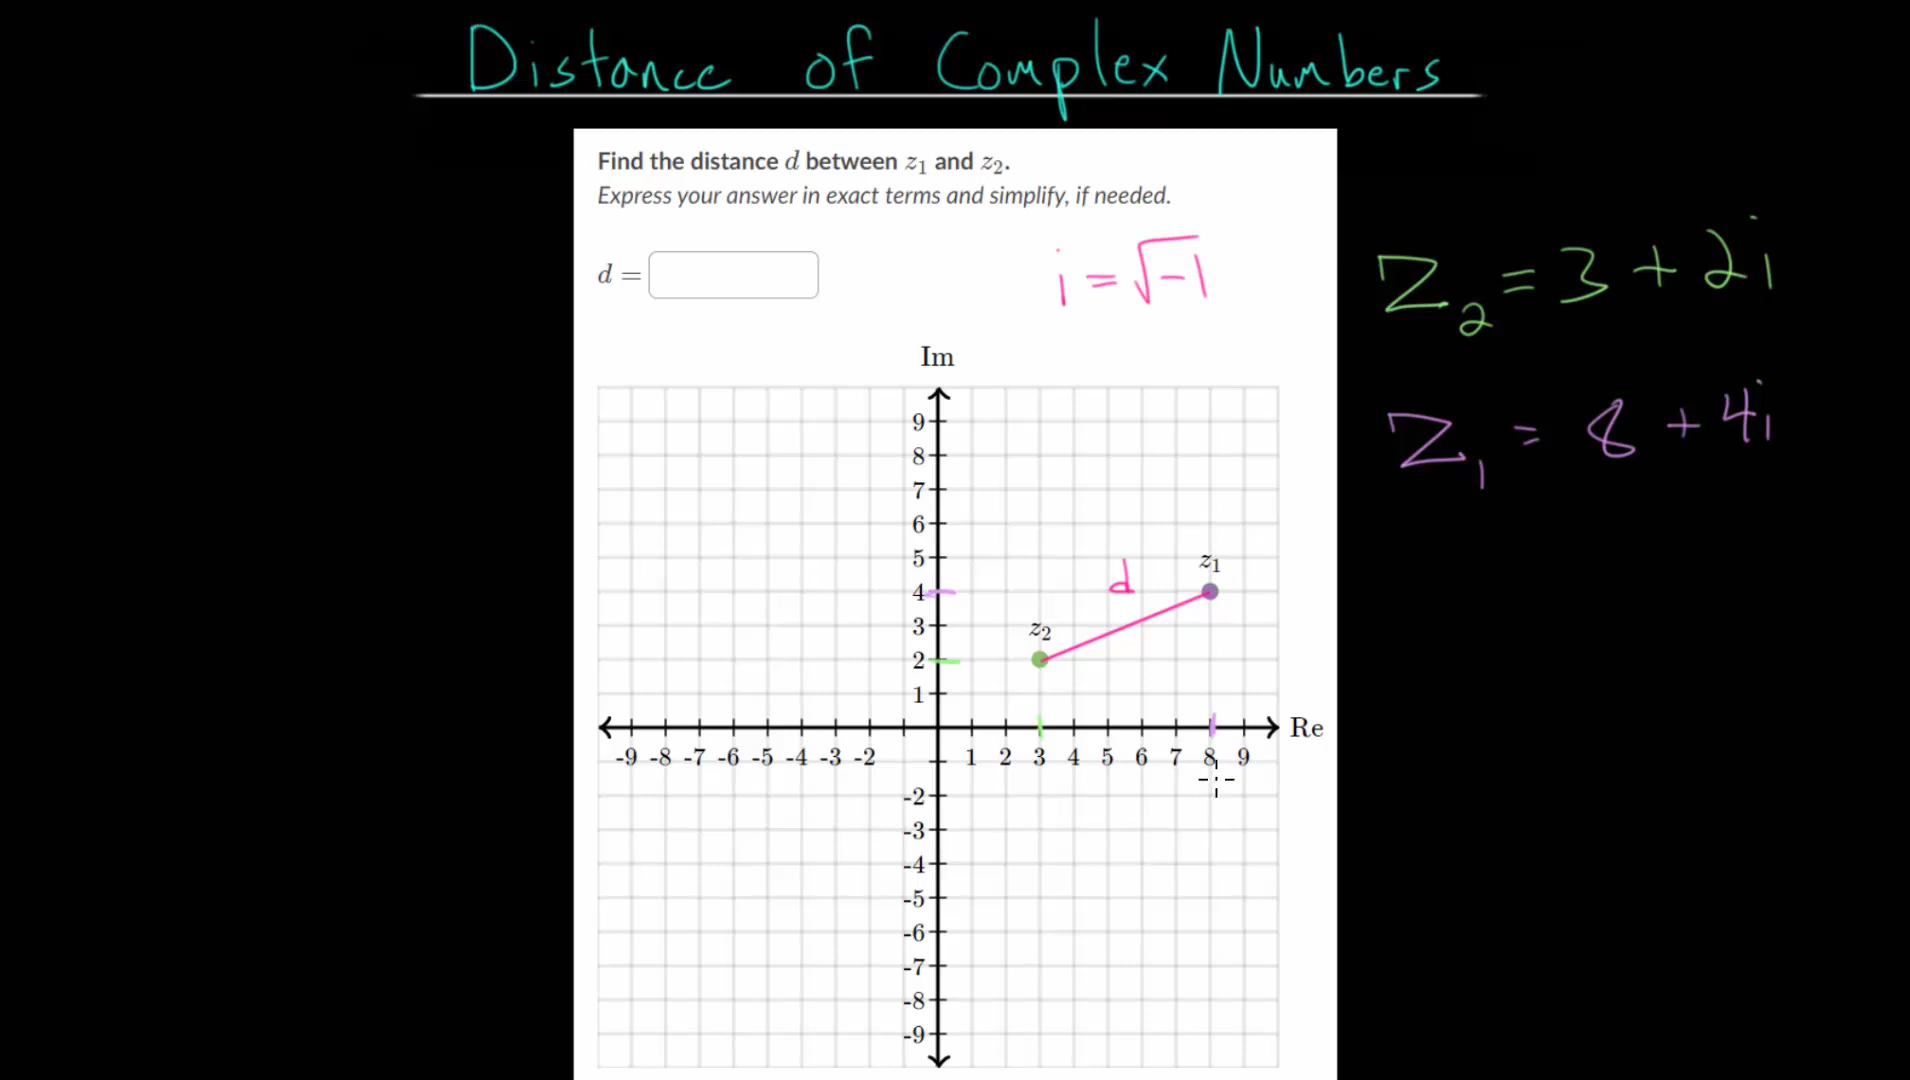 Distance of Complex Numbers
Find the distance d between z₁ and z₂.
Express your answer in exact terms and simplify, if needed.
d =
i = √-1
Z₂ = 3 + 2i
Z₁ = 8 + 4i
Im
9
8
7
6
5
4
3
2
1
d
z₁
z₂
Re
-9 -8 -7 -6 -5 -4 -3 -2 1 2 3 4 5 6 7 8 9
-2
-3
-4
-5
-6
-7
-8
-9